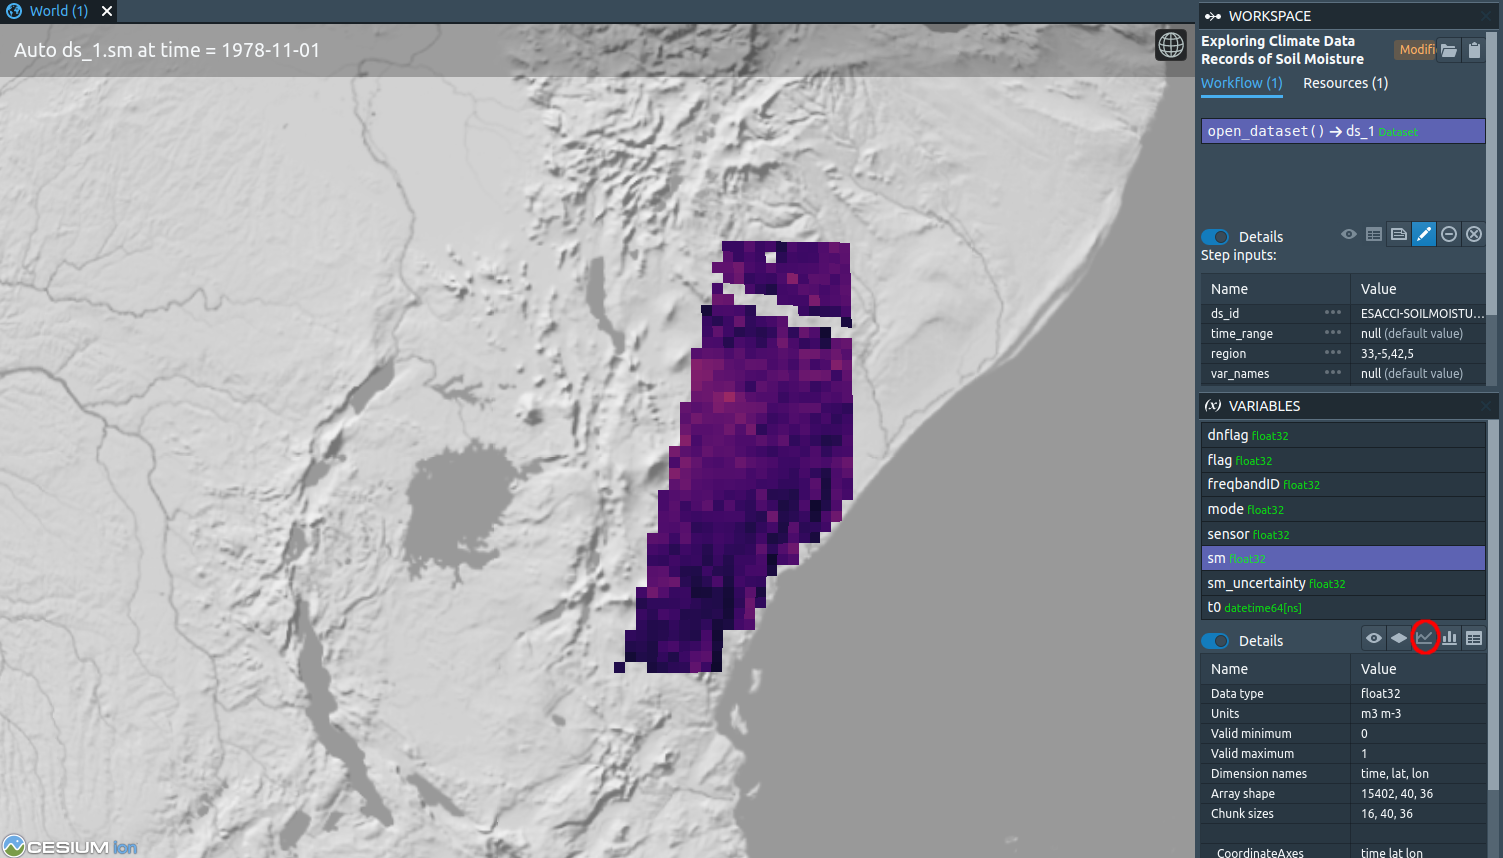 World (1)
Auto ds_1.sm at time = 1978-11-01
CESIUM ion
WORKSPACE
Exploring Climate Data
Records of Soil Moisture
Modifi
Workflow (1) Resources (1)
open_dataset() → ds_1 Dataset
Details
Step inputs:
Name Value
ds_id ••• ESACCI-SOILMOISTU...
time_range ••• null (default value)
region ••• 33,-5,42,5
var_names ••• null (default value)
(x) VARIABLES
dnflag float32
flag float32
freqbandID float32
mode float32
sensor float32
sm float32
sm_uncertainty float32
t0 datetime64[ns]
Details
Name Value
Data type float32
Units m3 m-3
Valid minimum 0
Valid maximum 1
Dimension names time, lat, lon
Array shape 15402, 40, 36
Chunk sizes 16, 40, 36
_CoordinateAxes time lat lon